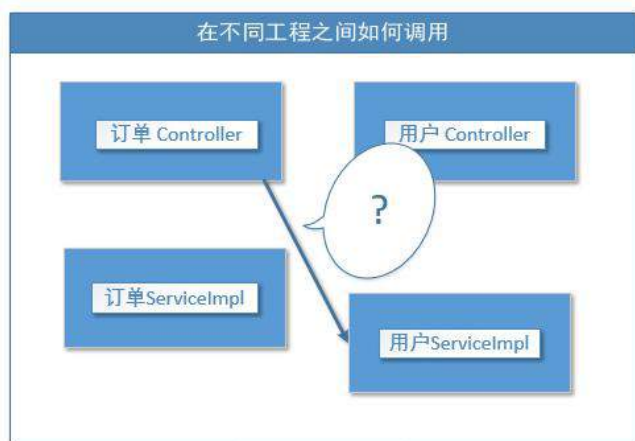 在不同工程之间如何调用
订单 Controller
用户 Controller
?
订单ServiceImpl
用户ServiceImpl